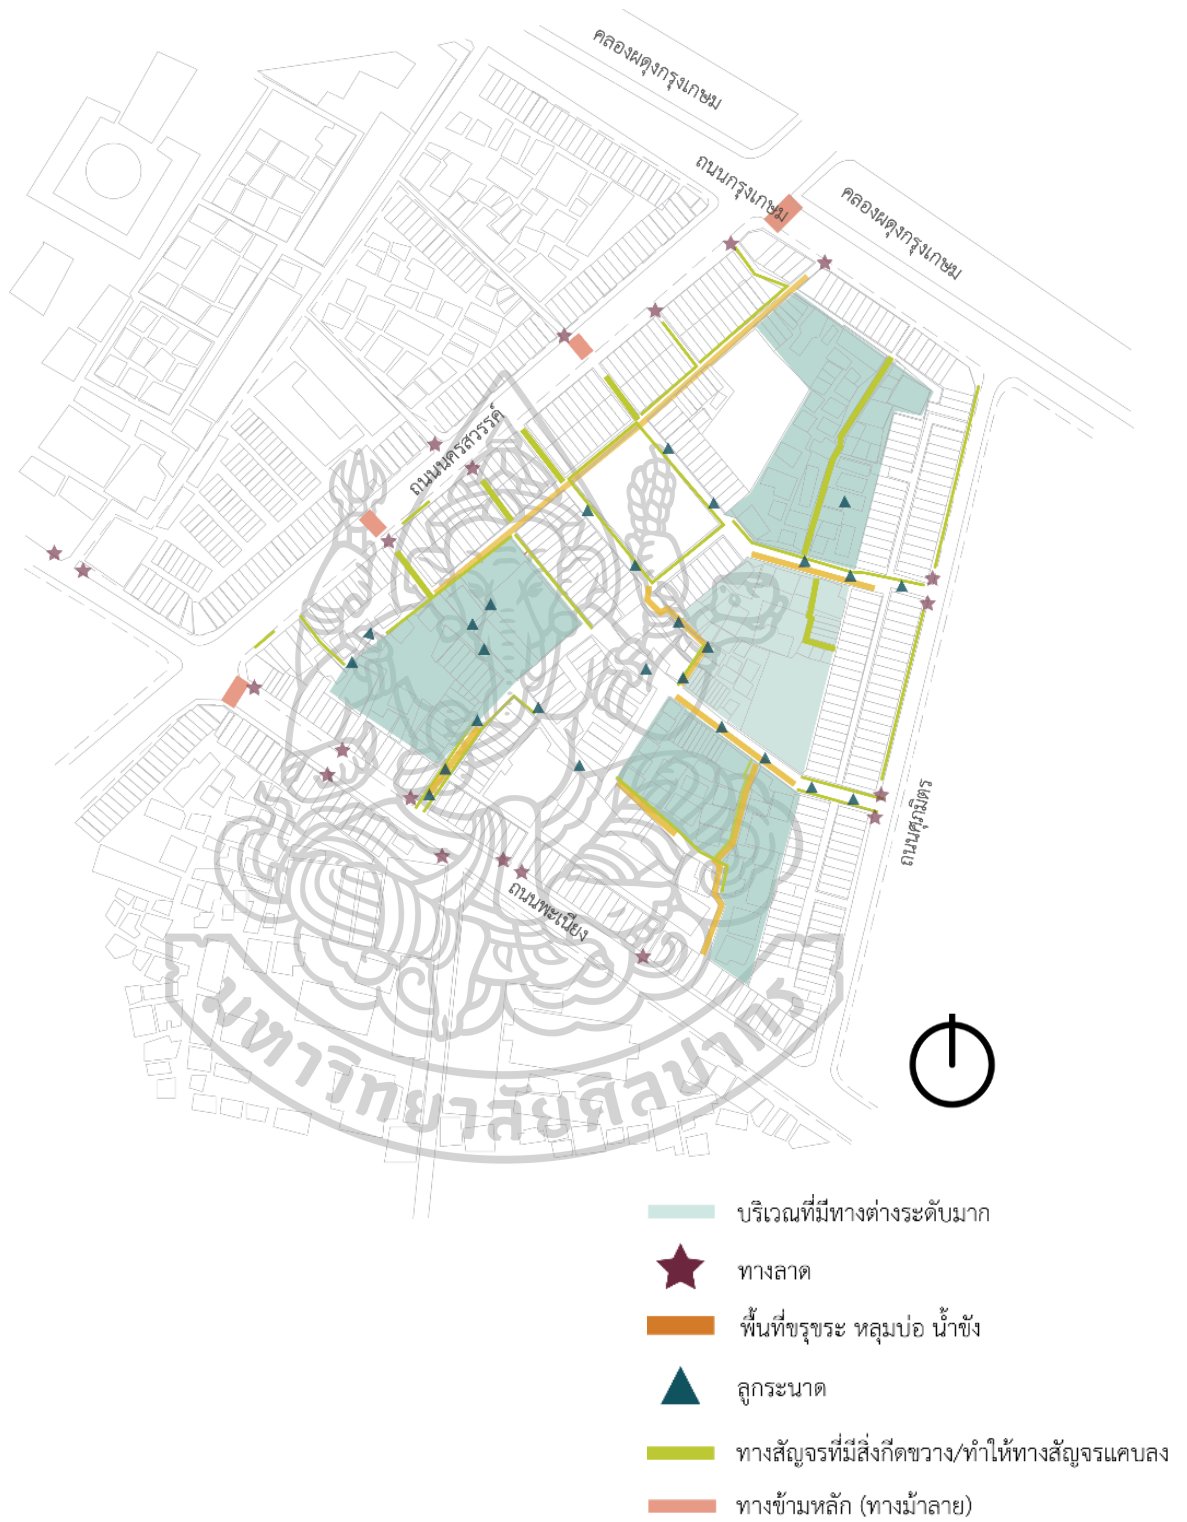 คลองผดุงกรุงเกษม
ถนนกรุงเกษม
คลองผดุงกรุงเกษม
ถนนนครสวรรค์
ถนนศุภมิตร
ถนนพะเนียง
มหาวิทยาลัยศิลปากร
บริเวณที่มีทางต่างระดับมาก
ทางลาด
พื้นที่ขรุขระ หลุมบ่อ น้ำขัง
ลูกระนาด
ทางสัญจรที่มีสิ่งกีดขวาง/ทำให้ทางสัญจรแคบลง
ทางข้ามหลัก (ทางม้าลาย)